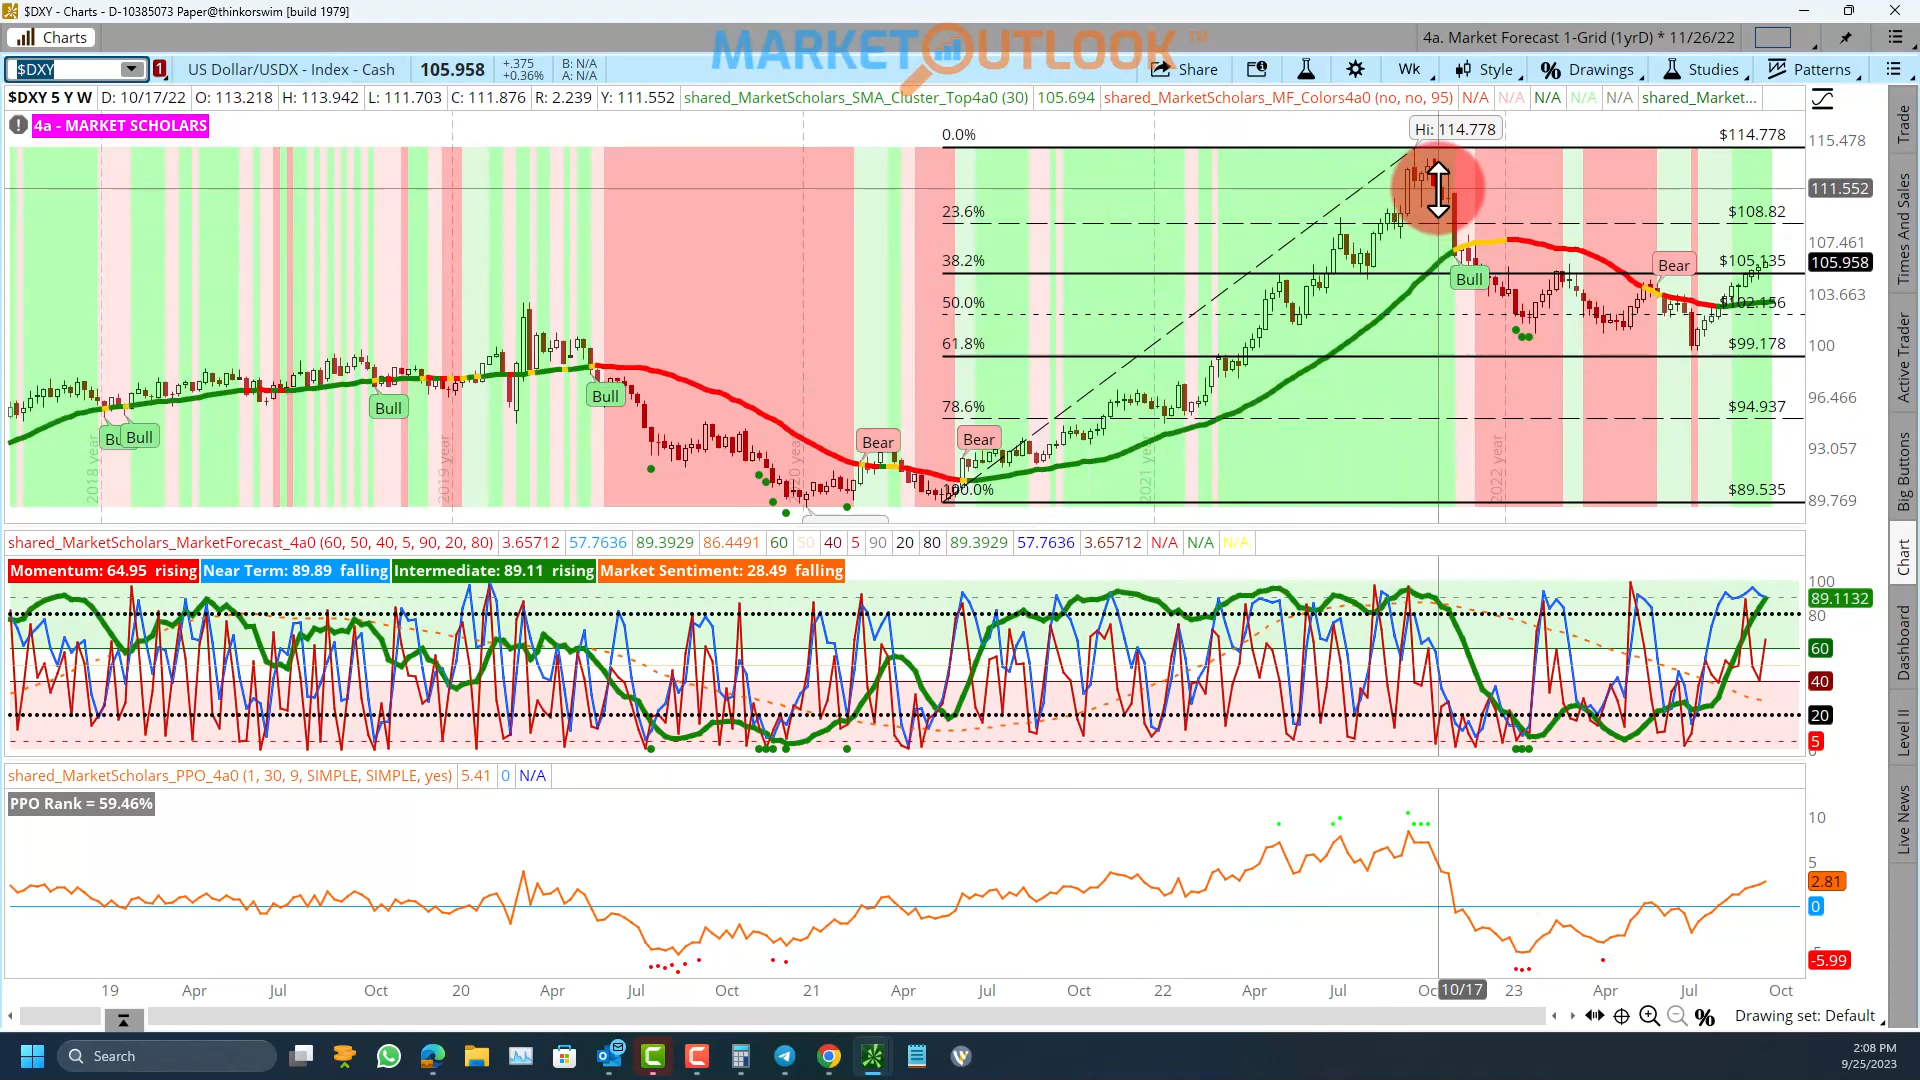 $DXY - Charts - D-10385073 Paper@thinkorswim [build 1979]
Charts
MARKET OUTLOOK TM
4a. Market Forecast 1-Grid (1yrD) * 11/26/22
$DXY
1
US Dollar/USDX - Index - Cash
105.958
+.375
+0.36%
B: N/A
A: N/A
Share
Wk
Style
Drawings
Studies
Patterns
$DXY 5 Y W D: 10/17/22 O: 113.218 H: 113.942 L: 111.703 C: 111.876 R: 2.239 Y: 111.552 shared_MarketScholars_SMA_Cluster_Top4a0 (30) 105.694 shared_MarketScholars_MF_Colors4a0 (no, no, 95) N/A N/A N/A N/A N/A shared_Market...
4a - MARKET SCHOLARS
Hi: 114.778
0.0% $114.778
23.6% $108.82
38.2% $105.135
50.0% $102.156
61.8% $99.178
78.6% $94.937
100.0% $89.535
115.478
111.552
107.461
105.958
103.663
100
96.466
93.057
89.769
Bull
Bull
Bull
Bear
Bear
Bull
Bear
2018 year
2019 year
2021 year
2022 year
shared_MarketScholars_MarketForecast_4a0 (60, 50, 40, 5, 90, 20, 80) 3.65712 57.7636 89.3929 86.4491 60 50 40 5 90 20 80 89.3929 57.7636 3.65712 N/A N/A N/A
Momentum: 64.95 rising Near Term: 89.89 falling Intermediate: 89.11 rising Market Sentiment: 28.49 falling
100
89.1132
80
60
40
20
5
shared_MarketScholars_PPO_4a0 (1, 30, 9, SIMPLE, SIMPLE, yes) 5.41 0 N/A
PPO Rank = 59.46%
10
5
2.81
0
-5.99
19 Apr Jul Oct 20 Apr Jul Oct 21 Apr Jul Oct 22 Apr Jul 10/17 23 Apr Jul Oct
Drawing set: Default
Trade
Times And Sales
Active Trader
Big Buttons
Chart
Dashboard
Level II
Live News
Search
2:08 PM
9/25/2023